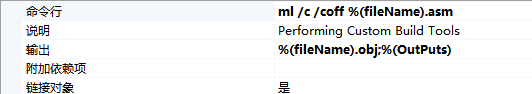 命令行 ml /c /coff %(fileName).asm
说明 Performing Custom Build Tools
输出 %(fileName).obj;%(OutPuts)
附加依赖项
链接对象 是